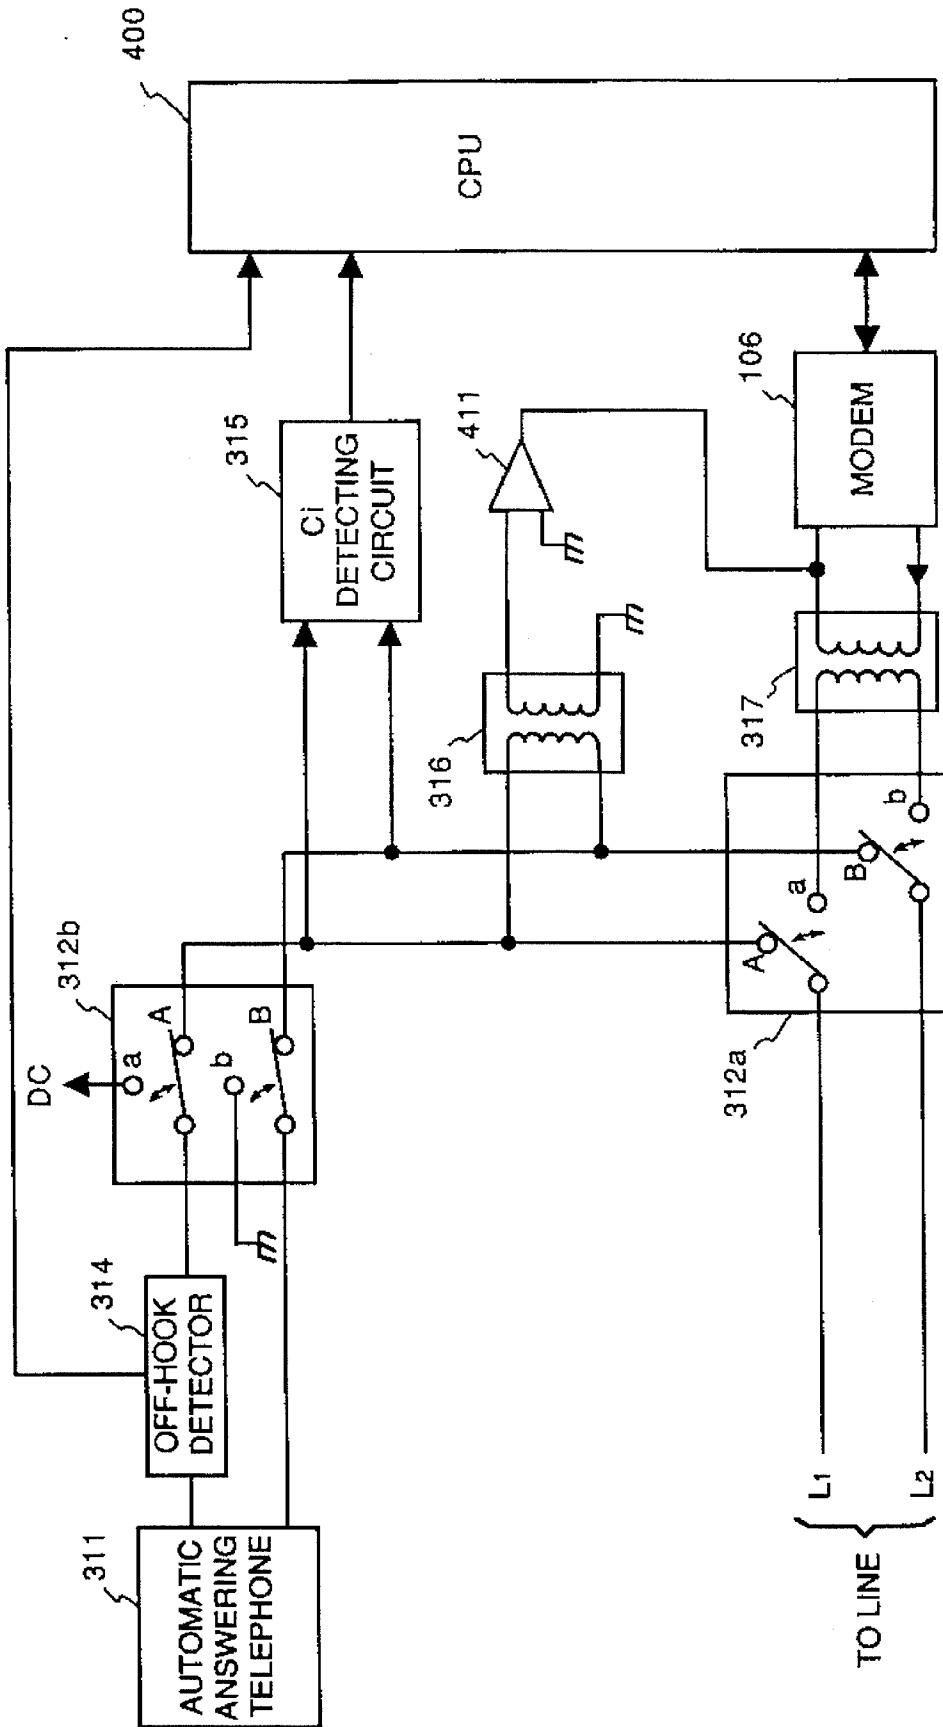 400
CPU
315
Ci
DETECTING
CIRCUIT
411
106
MODEM
316
317
312b
DC
a
A
b
B
A
a
B
b
312a
314
OFF-HOOK
DETECTOR
311
AUTOMATIC
ANSWERING
TELEPHONE
L1
L2
TO LINE